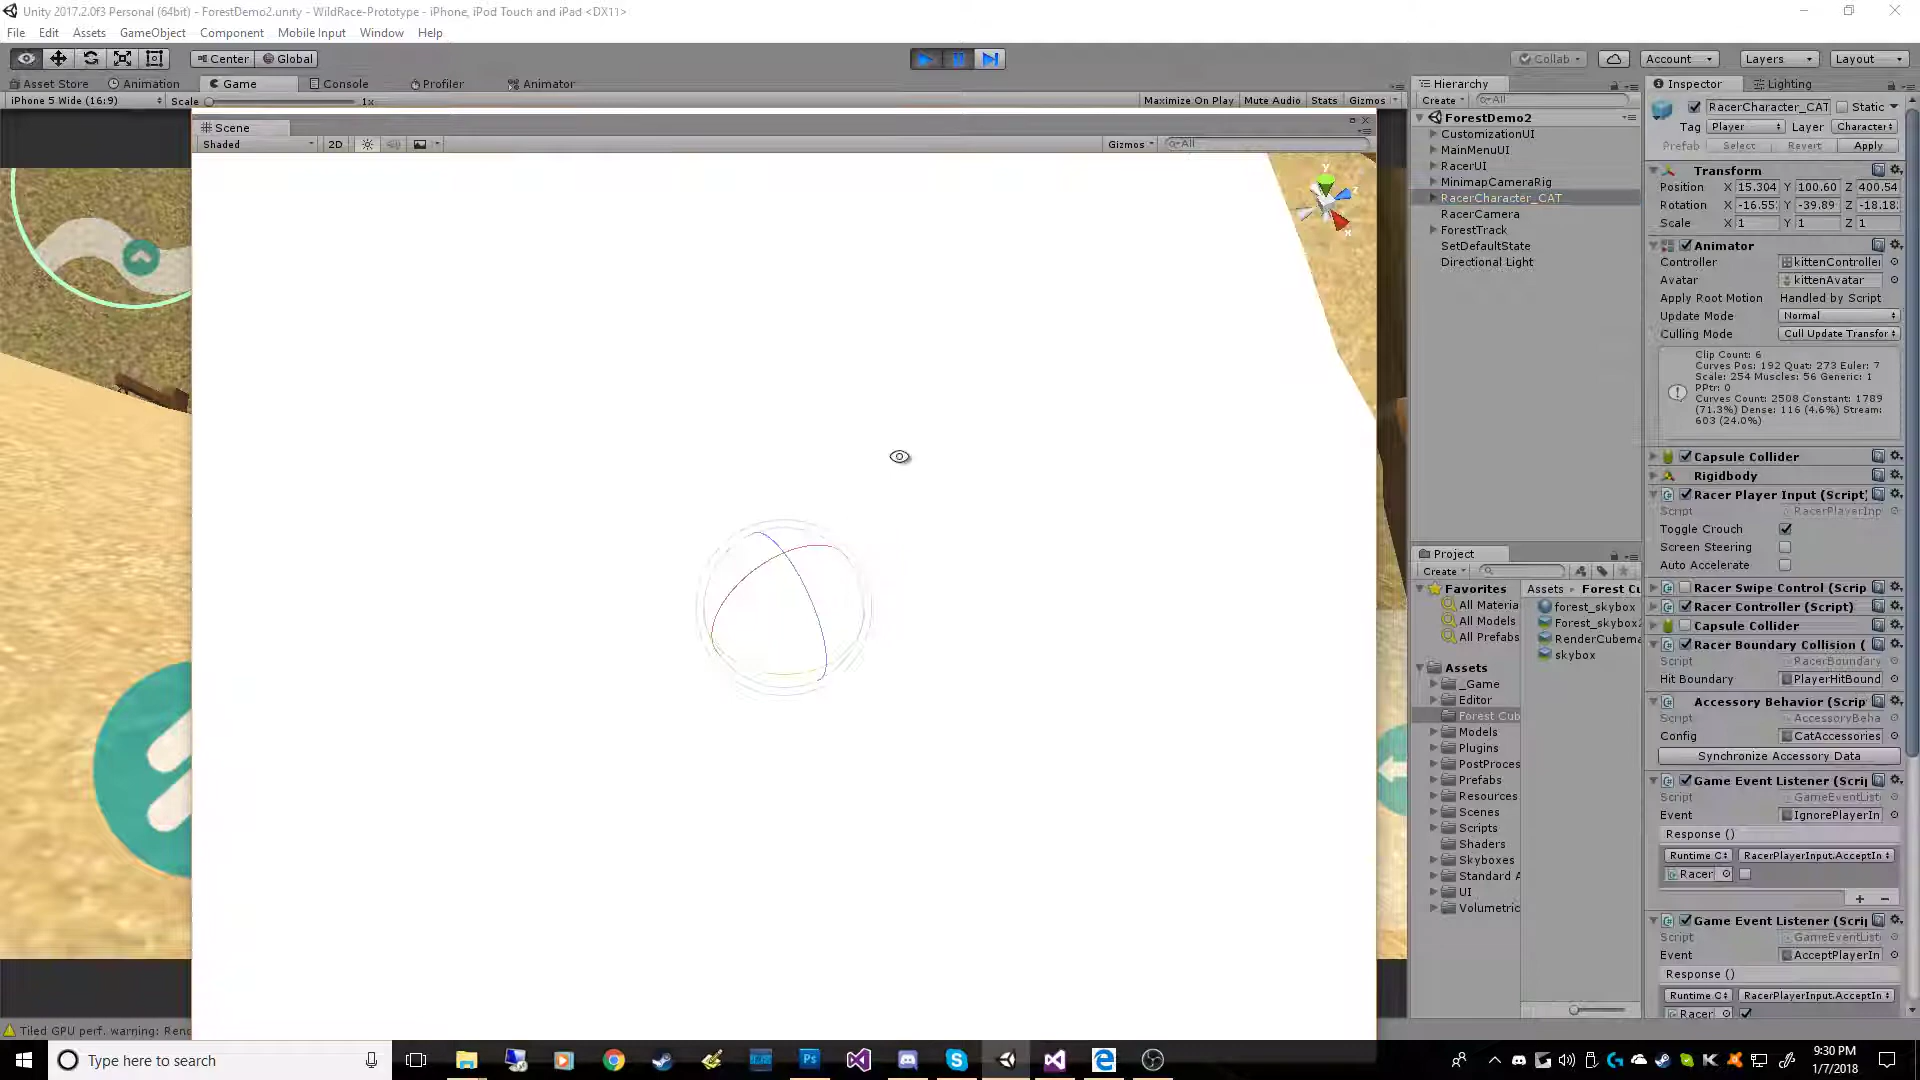 Unity 2017.2.0f3 Personal (64bit) - ForestDemo2.unity - WildRace-Prototype - iPhone, iPod Touch and iPad <DX11>
File Edit Assets GameObject Component Mobile Input Window Help
Center Global
Collab Account Layers Layout
Asset Store Animation Game Console Profiler Animator
iPhone 5 Wide (16:9) Scale 1x Maximize On Play Mute Audio Stats Gizmos
Scene
Shaded 2D Gizmos All
y
z
x
Tiled GPU perf. warning: Ren
Hierarchy
Create All
ForestDemo2
CustomizationUI
MainMenuUI
RacerUI
MinimapCameraRig
RacerCharacter_CAT
RacerCamera
ForestTrack
SetDefaultState
Directional Light
Project
Create
Favorites
All Materia
All Models
All Prefabs
Assets
_Game
Editor
Forest Cub
Models
Plugins
PostProces
Prefabs
Resources
Scenes
Scripts
Shaders
Skyboxes
Standard A
UI
Volumetric
Assets Forest Cu
forest_skybox
Forest_skybox
RenderCubema
skybox
Inspector Lighting
RacerCharacter_CAT Static
Tag Player Layer Character
Prefab Select Revert Apply
Transform
Position X 15.304 Y 100.60 Z 400.54
Rotation X -16.55 Y -39.89 Z -18.18
Scale X 1 Y 1 Z 1
Animator
Controller kittenController
Avatar kittenAvatar
Apply Root Motion Handled by Script
Update Mode Normal
Culling Mode Cull Update Transfor
Clip Count: 6
Curves Pos: 192 Quat: 273 Euler: 7
Scale: 254 Muscles: 56 Generic: 1
PPtr: 0
Curves Count: 2508 Constant: 1789
(71.3%) Dense: 116 (4.6%) Stream:
603 (24.0%)
Capsule Collider
Rigidbody
Racer Player Input (Script)
Script RacerPlayerInp
Toggle Crouch
Screen Steering
Auto Accelerate
Racer Swipe Control (Scrip
Racer Controller (Script)
Capsule Collider
Racer Boundary Collision (
Script RacerBoundary
Hit Boundary PlayerHitBound
Accessory Behavior (Scrip
Script AccessoryBeha
Config CatAccessories
Synchronize Accessory Data
Game Event Listener (Scrip
Script GameEventList
Event IgnorePlayerIn
Response ()
Runtime O RacerPlayerInput.AcceptIn
Racer
+ −
Game Event Listener (Scrip
Script GameEventList
Event AcceptPlayerIn
Response ()
Runtime O RacerPlayerInput.AcceptIn
Racer
Type here to search
Ps
9:30 PM
1/7/2018